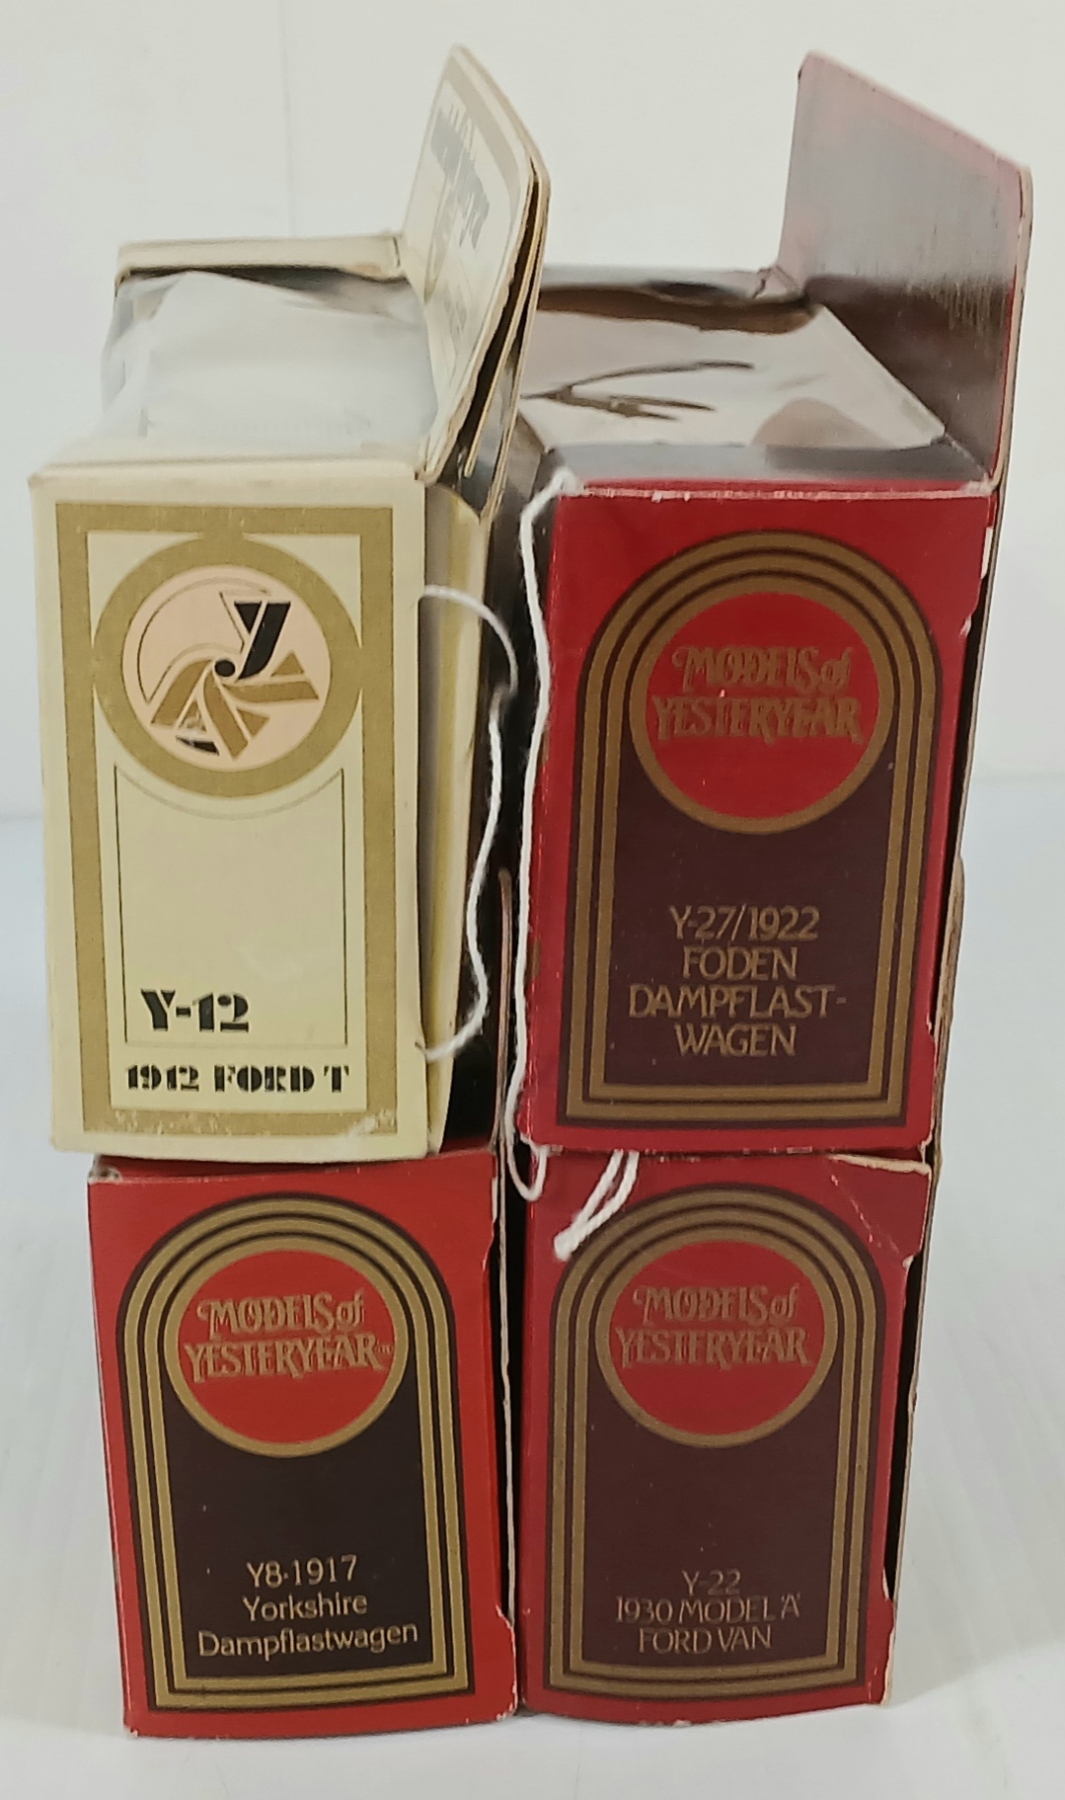 Y
Y-12
1912 FORD T
MODELS of
YESTERYEAR
Y-27/1922
FODEN
DAMPFLAST-
WAGEN
MODELS of
YESTERYEAR
Y8·1917
Yorkshire
Dampflastwagen
MODELS of
YESTERYEAR
Y-22
1930 MODEL 'A'
FORD VAN